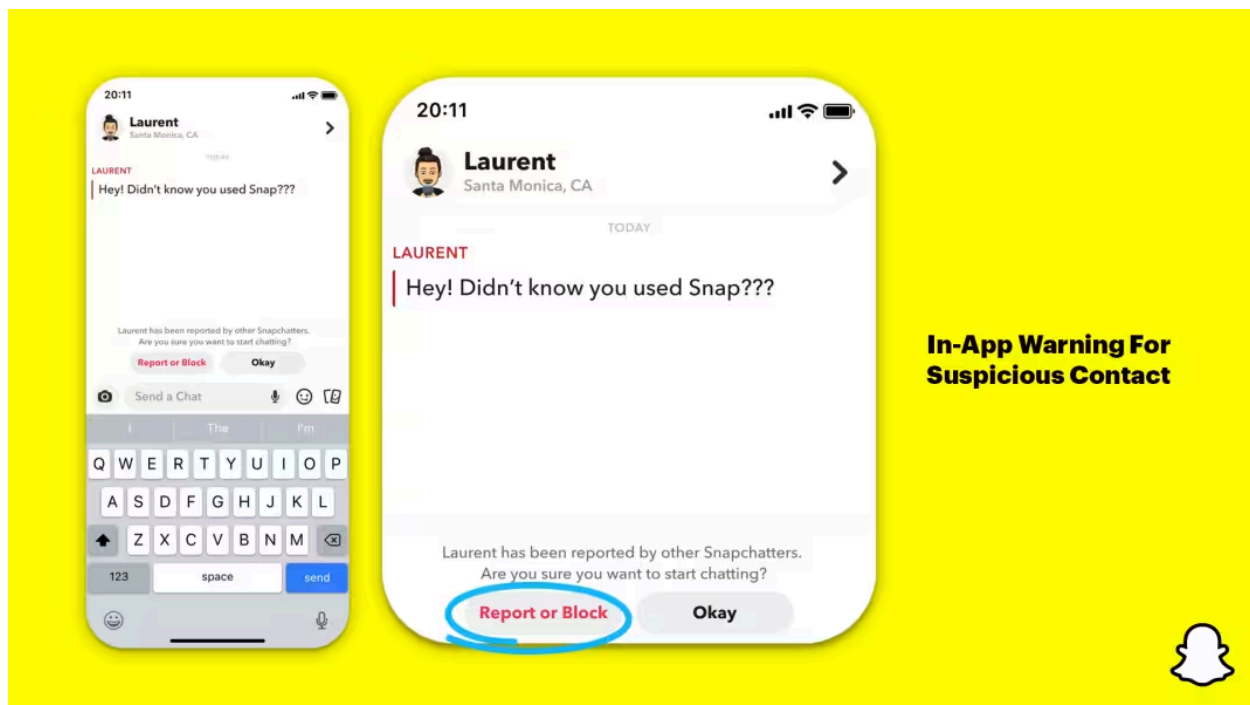 20:11
Laurent
Santa Monica, CA
TODAY
LAURENT
Hey! Didn't know you used Snap???
Laurent has been reported by other Snapchatters.
Are you sure you want to start chatting?
Report or Block Okay
Send a Chat
I The I'm
Q W E R T Y U I O P
A S D F G H J K L
Z X C V B N M
123 space send
20:11
Laurent
Santa Monica, CA
TODAY
LAURENT
Hey! Didn't know you used Snap???
Laurent has been reported by other Snapchatters.
Are you sure you want to start chatting?
Report or Block Okay
In-App Warning For
Suspicious Contact